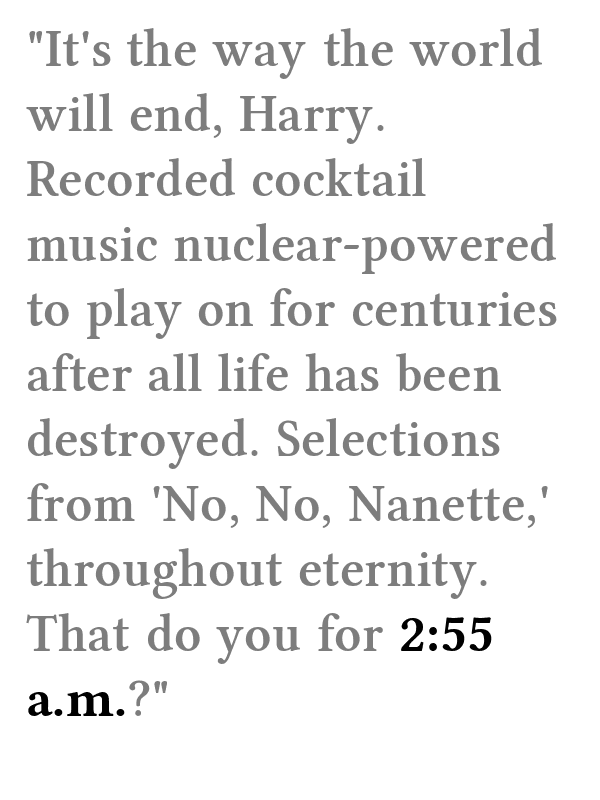 "It's the way the world
will end, Harry.
Recorded cocktail
music nuclear-powered
to play on for centuries
after all life has been
destroyed. Selections
from 'No, No, Nanette,'
throughout eternity.
That do you for 2:55
a.m.?"